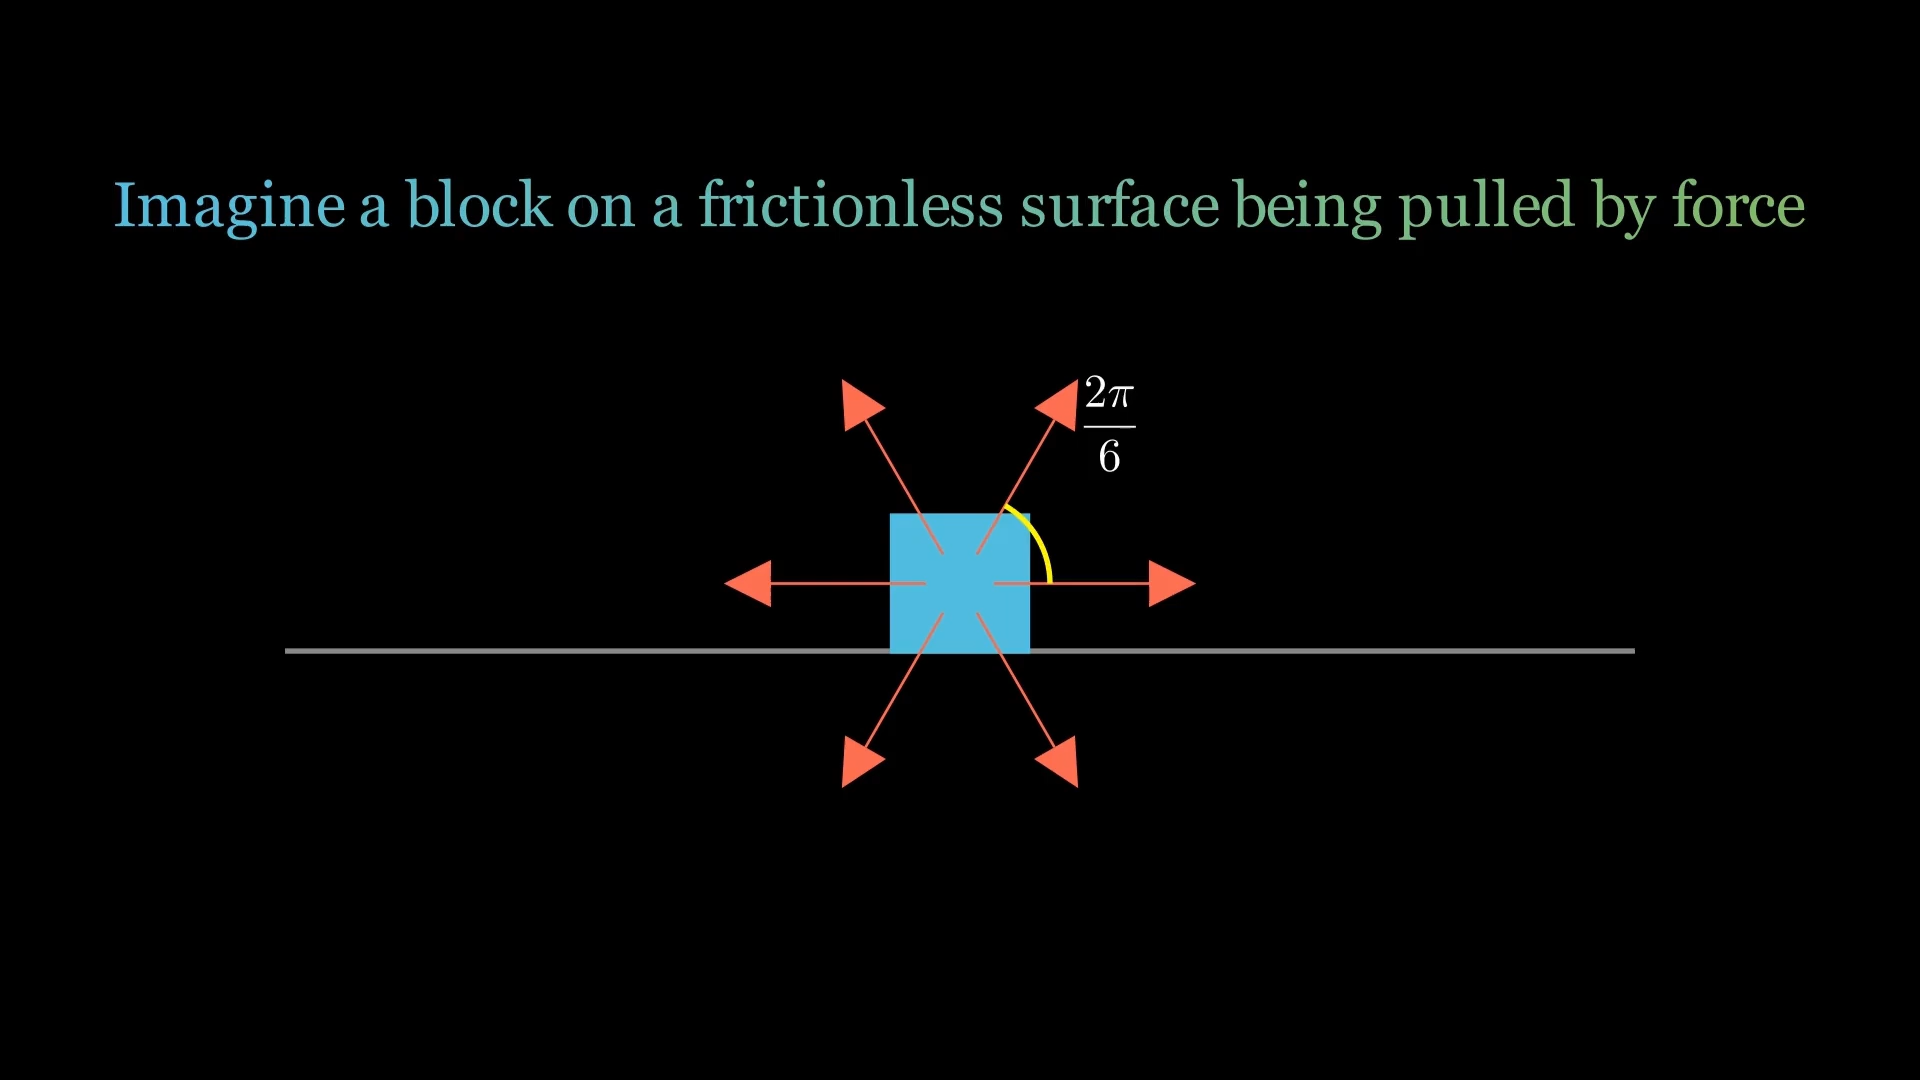 Imagine a block on a frictionless surface being pulled by force
2π
6